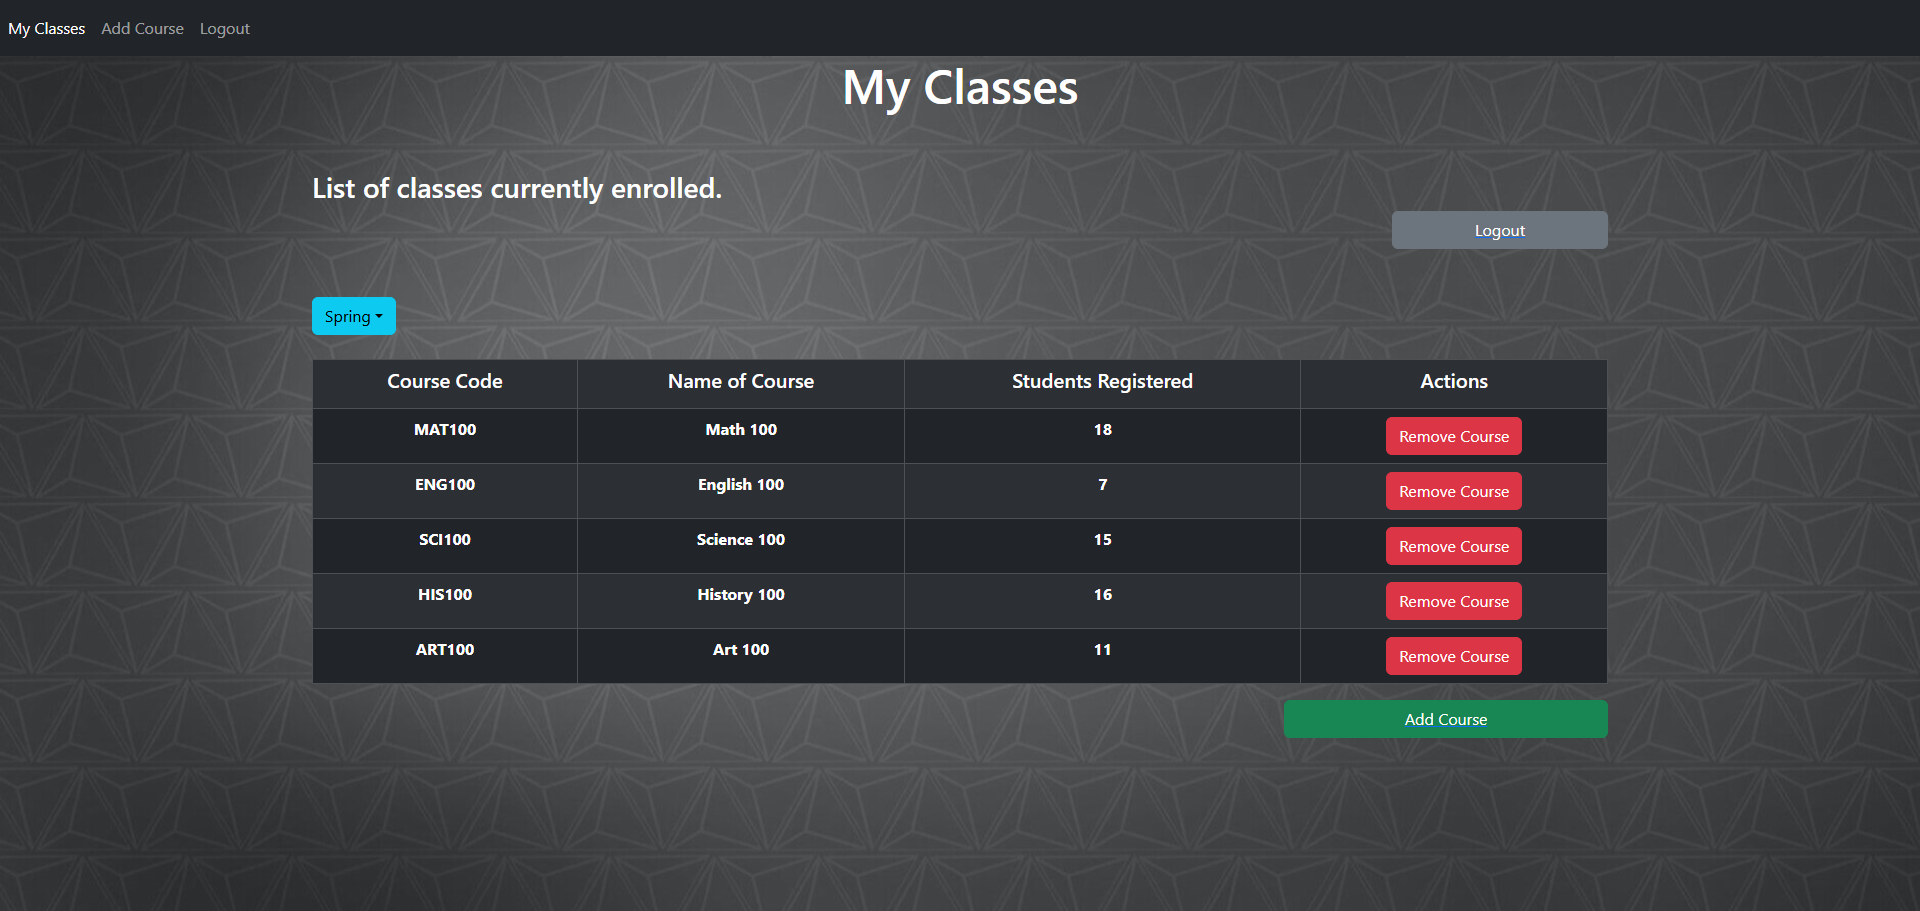 My Classes Add Course Logout
My Classes
List of classes currently enrolled.
Logout
Spring
Course Code Name of Course Students Registered Actions
MAT100 Math 100 18 Remove Course
ENG100 English 100 7 Remove Course
SCI100 Science 100 15 Remove Course
HIS100 History 100 16 Remove Course
ART100 Art 100 11 Remove Course
Add Course